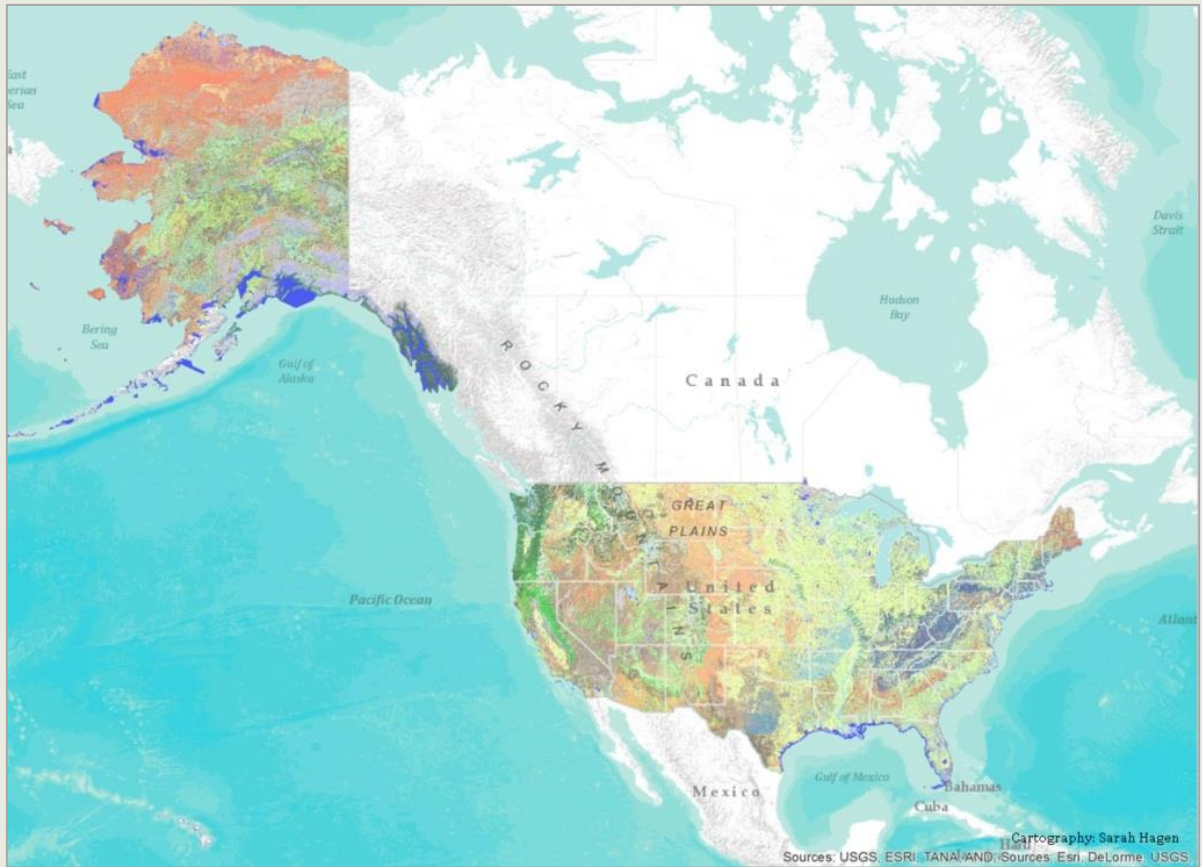 East
Siberian
Sea
Davis
Strait
Hudson
Bay
Bering
Sea
Gulf of
Alaska
ROCKY MOUNTAINS
Canada
GREAT
PLAINS
United
States
Pacific Ocean
Atlant
Gulf of Mexico
Mexico
Bahamas
Cuba
Cartography: Sarah Hagen
Sources: USGS, ESRI, TANA, AND, Sources: Esri, DeLorme, USGS,